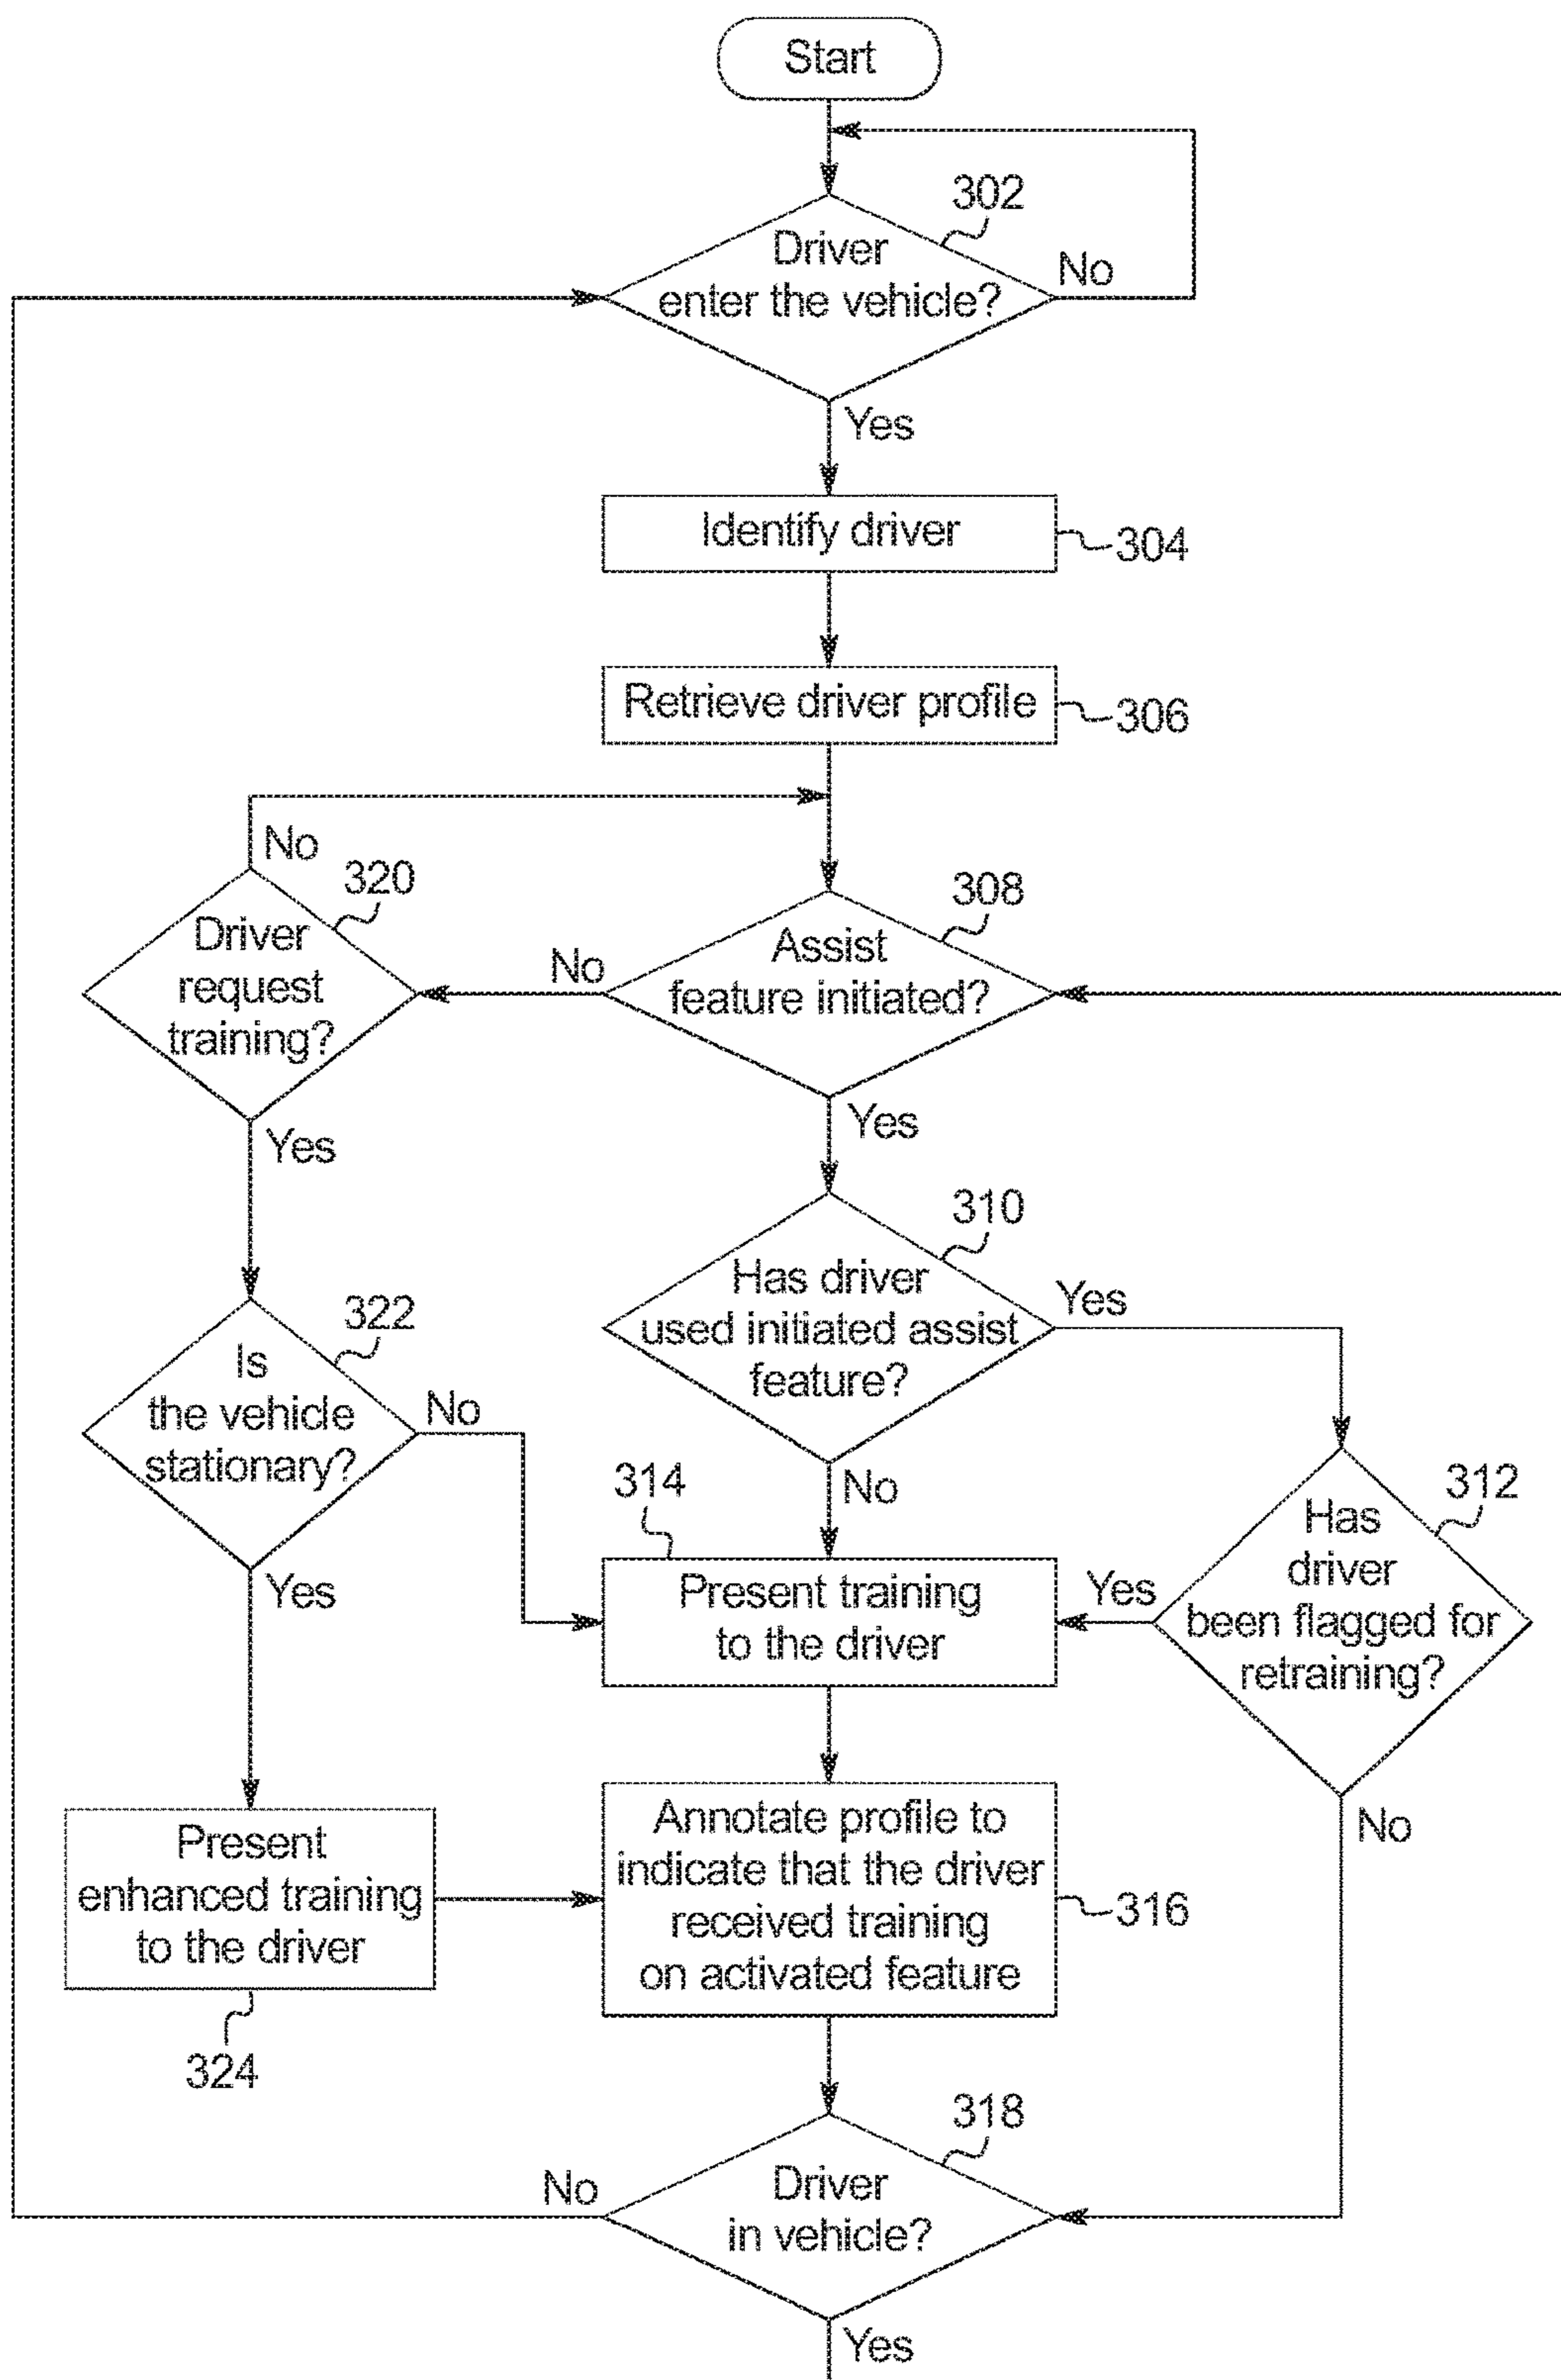 Start
302
Driver
enter the vehicle?
No
Yes
Identify driver
304
Retrieve driver profile
306
No
320
Driver
request
training?
No
308
Assist
feature initiated?
Yes
Yes
310
Has driver
used initiated assist
feature?
Yes
322
Is
the vehicle
stationary?
No
No
314
Present training
to the driver
Yes
312
Has
driver
been flagged for
retraining?
Yes
No
Present
enhanced training
to the driver
324
Annotate profile to
indicate that the driver
received training
on activated feature
316
318
Driver
in vehicle?
No
Yes